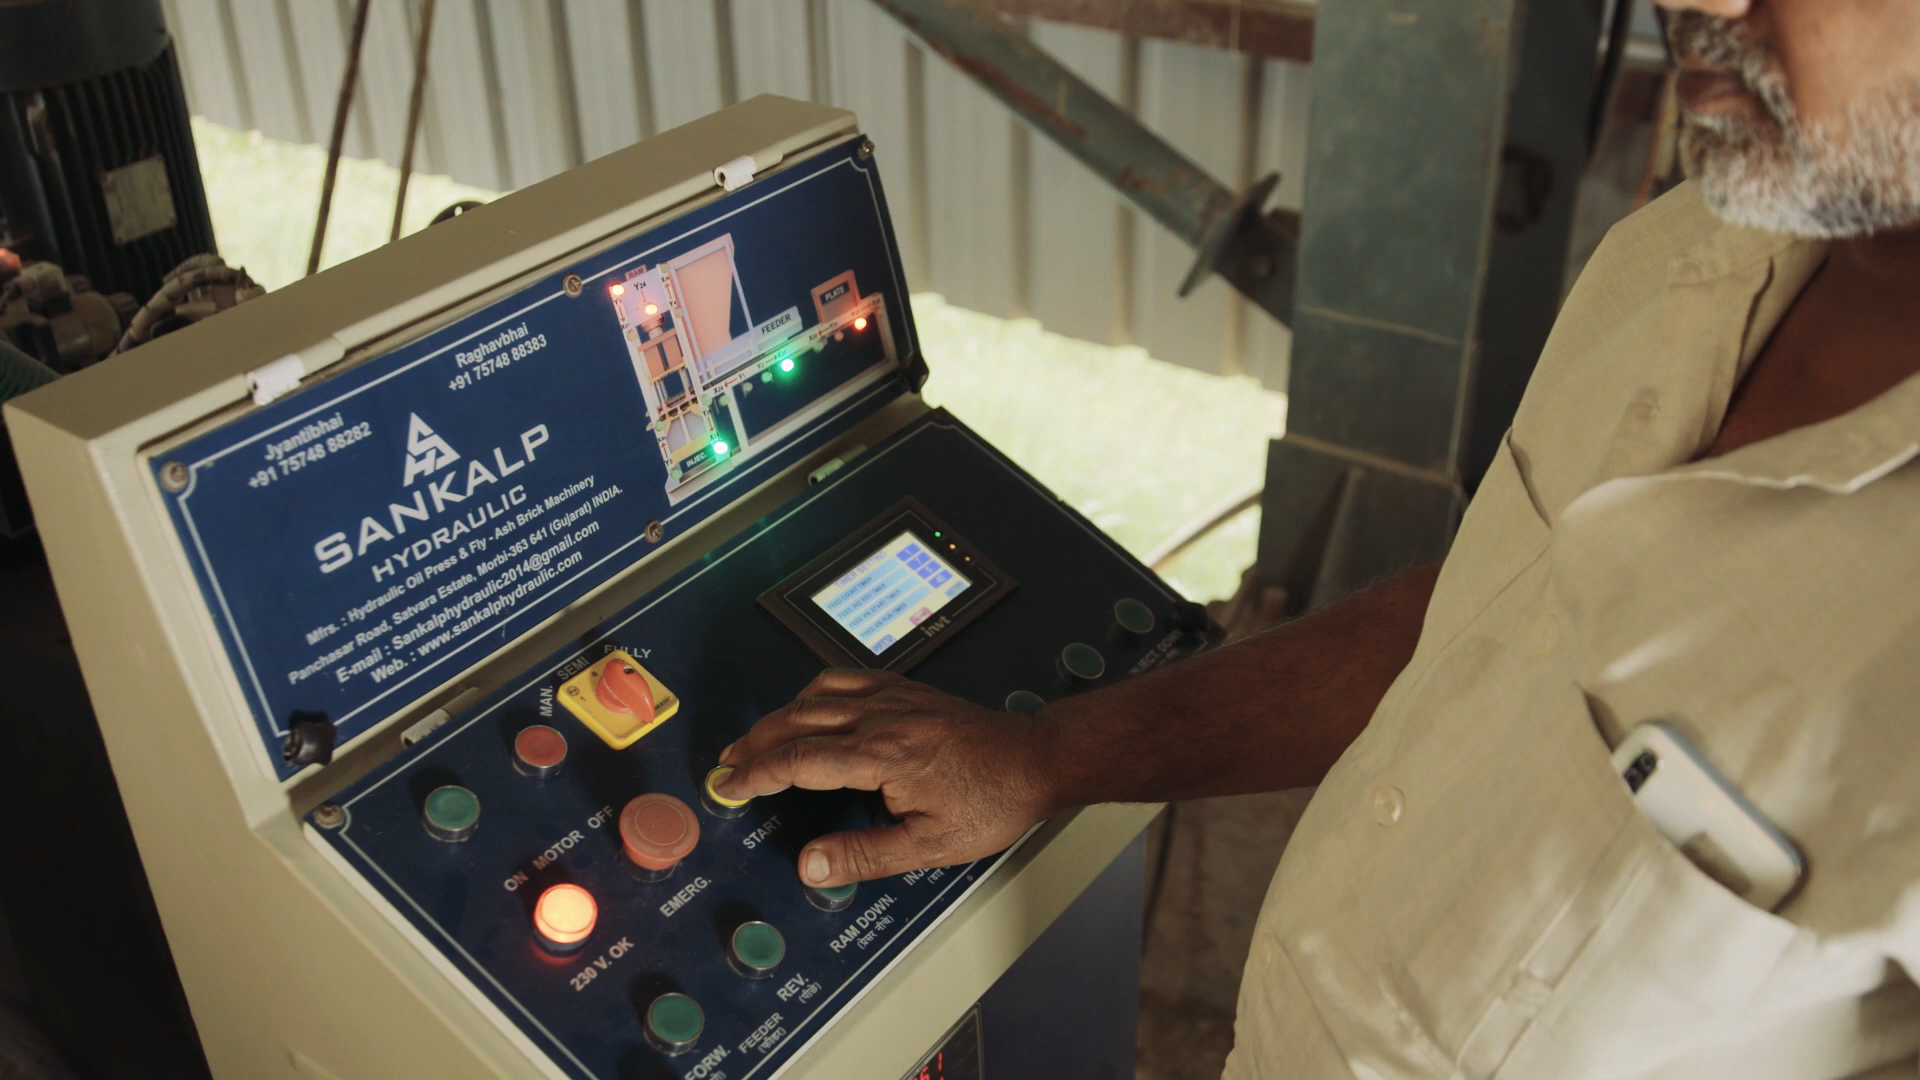 Raghavbhai
+91 75748 88383
Jyantibhai
+91 75748 88282
SANKALP
HYDRAULIC
Mfrs. : Hydraulic Oil Press & Fly - Ash Brick Machinery
Panchasar Road, Satvara Estate, Morbi-363 641 (Gujarat) INDIA.
E-mail : Sankalphydraulic2014@gmail.com
Web. : www.sankalphydraulic.com
RAM
Y24
FEEDER
PLATE
INJEC.
invt
MAN.
SEMI
FULLY
ON MOTOR OFF
EMERG.
START
230 V. OK
RAM DOWN.
REV.
(पीछे)
FEEDER
(फीडर)
FORW.